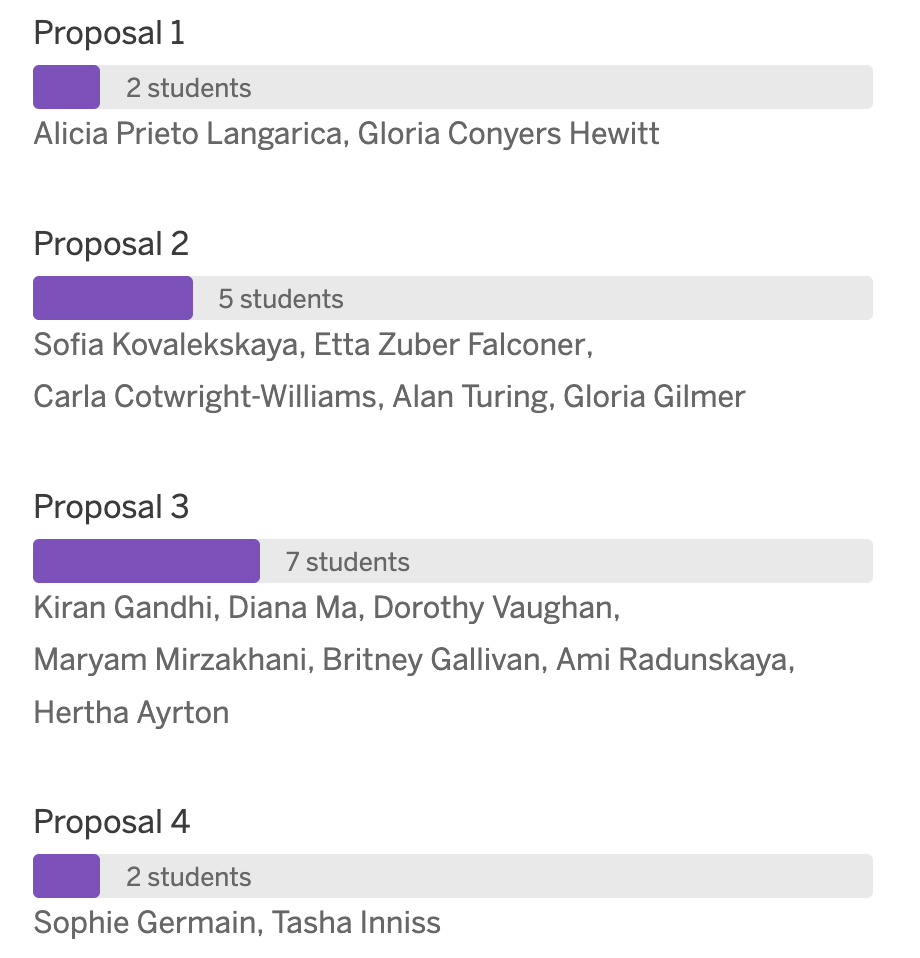 Proposal 1
2 students
Alicia Prieto Langarica, Gloria Conyers Hewitt
Proposal 2
5 students
Sofia Kovalekskaya, Etta Zuber Falconer,
Carla Cotwright-Williams, Alan Turing, Gloria Gilmer
Proposal 3
7 students
Kiran Gandhi, Diana Ma, Dorothy Vaughan,
Maryam Mirzakhani, Britney Gallivan, Ami Radunskaya,
Hertha Ayrton
Proposal 4
2 students
Sophie Germain, Tasha Inniss